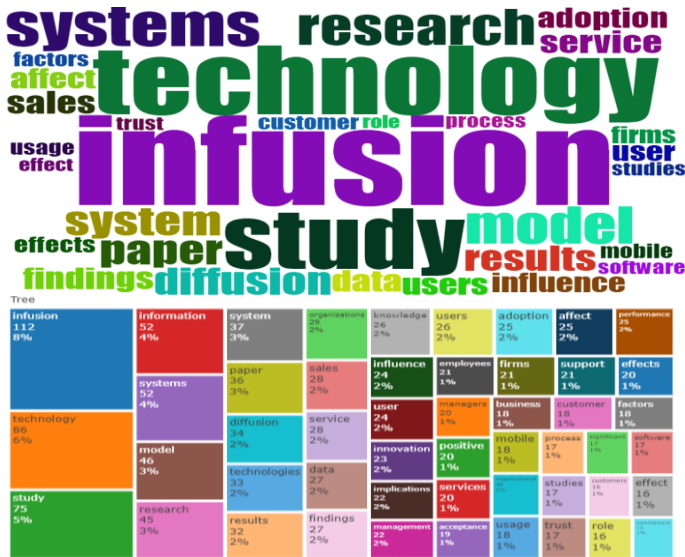 systems research adoption
service
factors
affect technology
sales
trust customer role process
infusion
usage firms
effect user
studies
system study model
effects paper results mobile
software
findings diffusion data users influence
Tree
infusion
112
8%
technology
86
6%
study
75
5%
information
52
4%
systems
52
4%
model
46
3%
research
45
3%
system
37
3%
paper
36
3%
diffusion
34
2%
technologies
33
2%
results
32
2%
organizations
29
2%
sales
28
2%
service
28
2%
data
27
2%
findings
27
2%
knowledge
26
2%
users
26
2%
adoption
25
2%
affect
25
2%
performance
25
2%
influence
24
2%
employees
21
1%
firms
21
1%
support
21
1%
effects
20
1%
user
24
2%
managers
20
1%
business
18
1%
customer
18
1%
factors
18
1%
innovation
23
2%
positive
20
1%
mobile
18
1%
process
17
1%
significant
17
1%
software
17
1%
implications
22
2%
services
20
1%
studies
17
1%
customers
16
1%
effect
16
1%
management
22
2%
acceptance
19
1%
usage
18
1%
trust
17
1%
role
16
1%